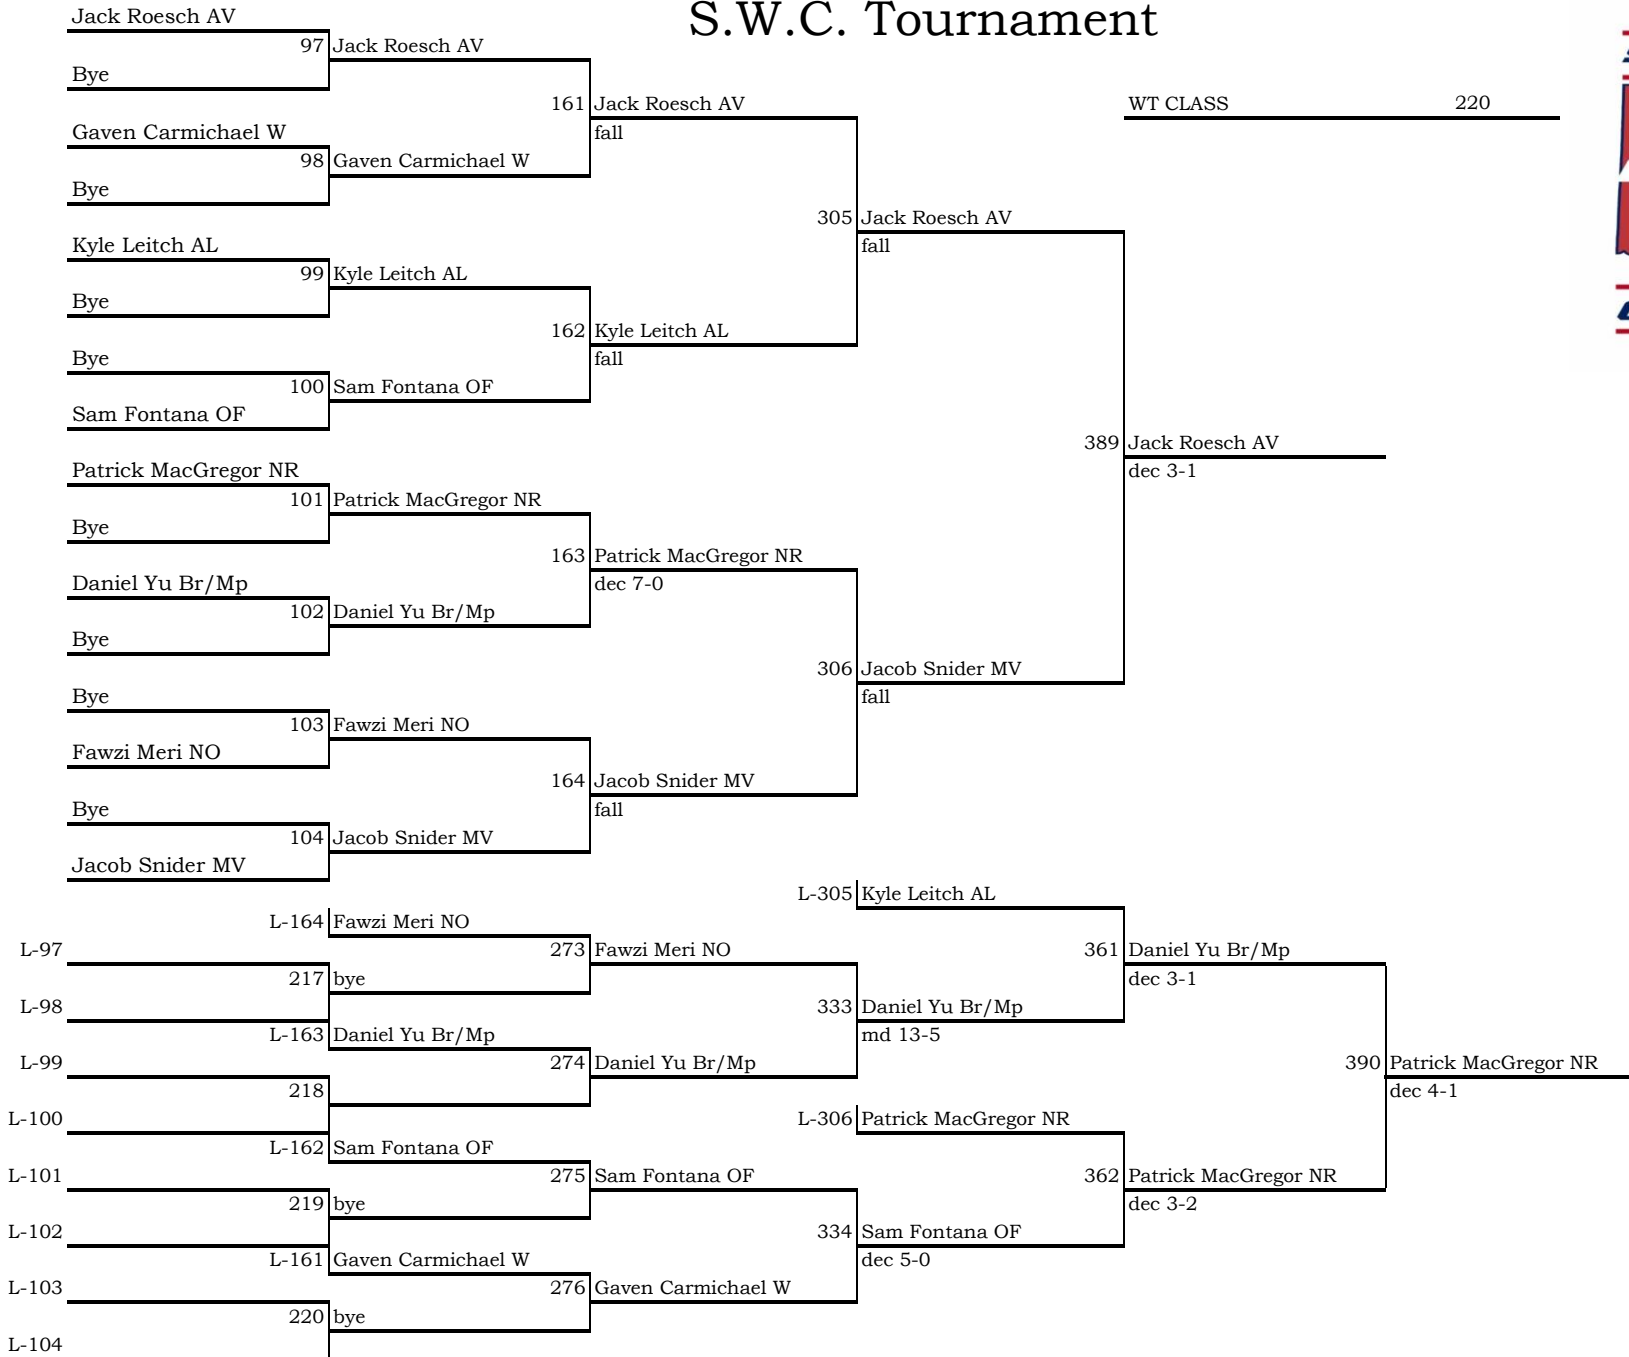 S.W.C. Tournament
Jack Roesch AV
97 Jack Roesch AV
Bye
161 Jack Roesch AV
WT CLASS 220
Gaven Carmichael W
fall
98 Gaven Carmichael W
Bye
305 Jack Roesch AV
Kyle Leitch AL
fall
99 Kyle Leitch AL
Bye
162 Kyle Leitch AL
Bye
fall
100 Sam Fontana OF
Sam Fontana OF
389 Jack Roesch AV
Patrick MacGregor NR
dec 3-1
101 Patrick MacGregor NR
Bye
163 Patrick MacGregor NR
Daniel Yu Br/Mp
dec 7-0
102 Daniel Yu Br/Mp
Bye
306 Jacob Snider MV
Bye
fall
103 Fawzi Meri NO
Fawzi Meri NO
164 Jacob Snider MV
Bye
fall
104 Jacob Snider MV
Jacob Snider MV
L-305 Kyle Leitch AL
L-164 Fawzi Meri NO
L-97
273 Fawzi Meri NO
361 Daniel Yu Br/Mp
217 bye
dec 3-1
L-98
333 Daniel Yu Br/Mp
L-163 Daniel Yu Br/Mp
md 13-5
L-99
274 Daniel Yu Br/Mp
390 Patrick MacGregor NR
218
dec 4-1
L-100
L-306 Patrick MacGregor NR
L-162 Sam Fontana OF
L-101
275 Sam Fontana OF
362 Patrick MacGregor NR
219 bye
dec 3-2
L-102
334 Sam Fontana OF
L-161 Gaven Carmichael W
dec 5-0
L-103
276 Gaven Carmichael W
220 bye
L-104